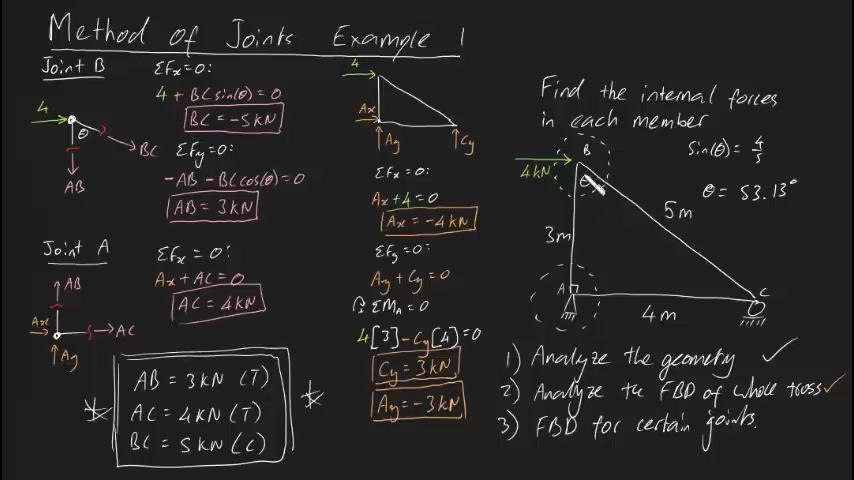 Method of Joints Example 1
Joint B
4
θ
BC
AB
ΣFx=0:
4 + BC sin(θ) = 0
BC = -5kN
ΣFy=0:
-AB - BC cos(θ) = 0
AB = 3kN
Joint A
AB
Ax
AC
Ay
ΣFx = 0:
Ax + AC = 0
AC = 4kN
AB = 3kN (T)
AC = 4kN (T)
BC = 5kN (C)
4
Ax
Ay
Cy
ΣFx=0:
Ax + 4 = 0
Ax = -4kN
ΣFy=0:
Ay + Cy = 0
ΣMA=0
4[3] - Cy[4] = 0
Cy = 3kN
Ay = -3kN
Find the internal forces
in each member
sin(θ) = 4/5
θ = 53.13°
4kN
B
θ
5m
3m
A
C
4m
1) Analyze the geometry ✓
2) Analyze the FBD of whole truss ✓
3) FBD for certain joints.